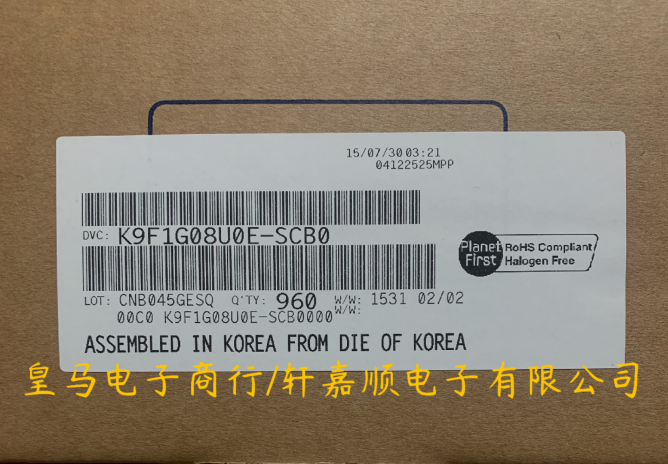 15/07/30 03:21
04122525MPP
DVC: K9F1G08U0E-SCB0
Planet First
RoHS Compliant/
Halogen Free
LOT: CNB045GESQ Q'TY: 960 W/W: 1531 02/02
00C0 K9F1G08U0E-SCB0000 W/W:
ASSEMBLED IN KOREA FROM DIE OF KOREA
皇马电子商行/轩嘉顺电子有限公司